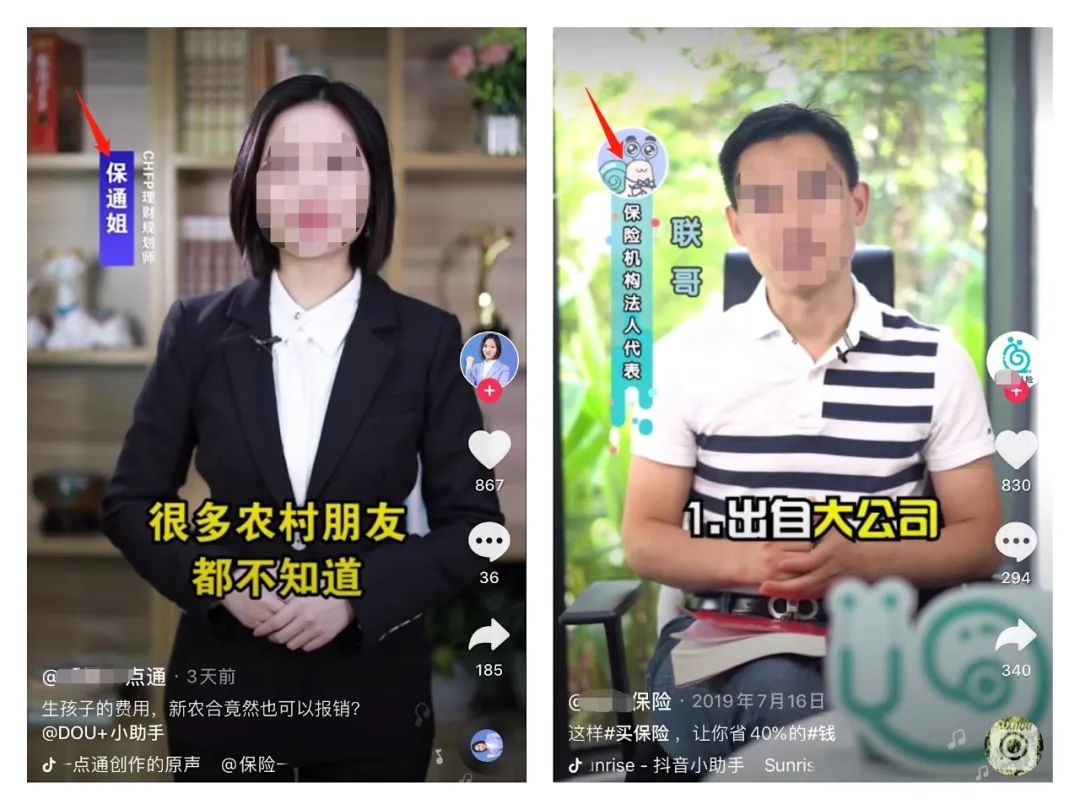 保通姐
CHFP理财规划师
很多农村朋友
都不知道
867
36
185
@
点通 · 3天前
生孩子的费用，新农合竟然也可以报销？
@DOU+小助手
一点通创作的原声 @保险一
保险机构法人代表
联哥
1.出自大公司
830
294
340
@
保险 · 2019年7月16日
这样#买保险 ，让你省40%的#钱
unrise - 抖音小助手 Sunris